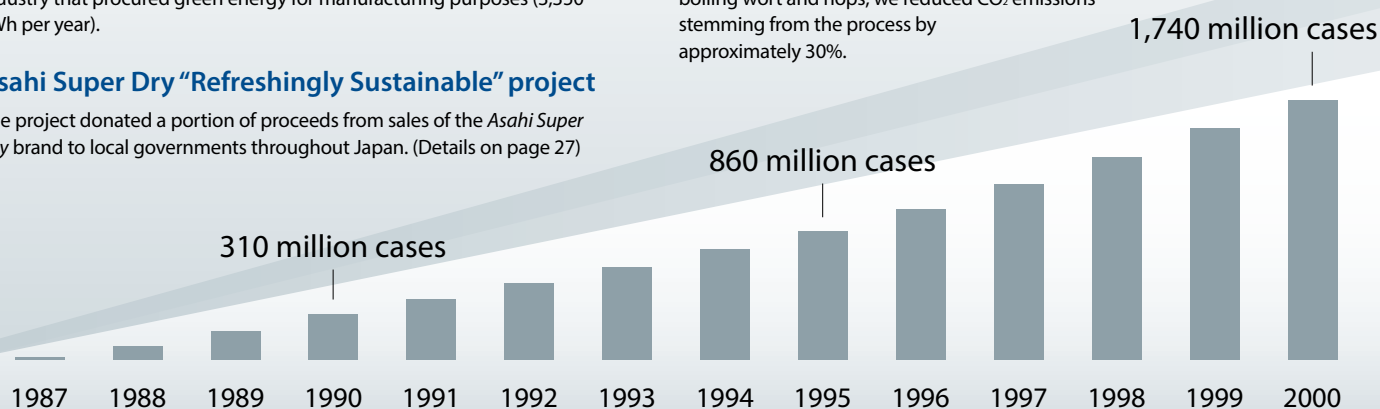 dustry that procured green energy for manufacturing purposes (3,350
Wh per year).
sahi Super Dry “Refreshingly Sustainable” project
e project donated a portion of proceeds from sales of the Asahi Super
y brand to local governments throughout Japan. (Details on page 27)
boiling wort and hops, we reduced CO₂ emissions
stemming from the process by
approximately 30%.
1,740 million cases
860 million cases
310 million cases
1987 1988 1989 1990 1991 1992 1993 1994 1995 1996 1997 1998 1999 2000